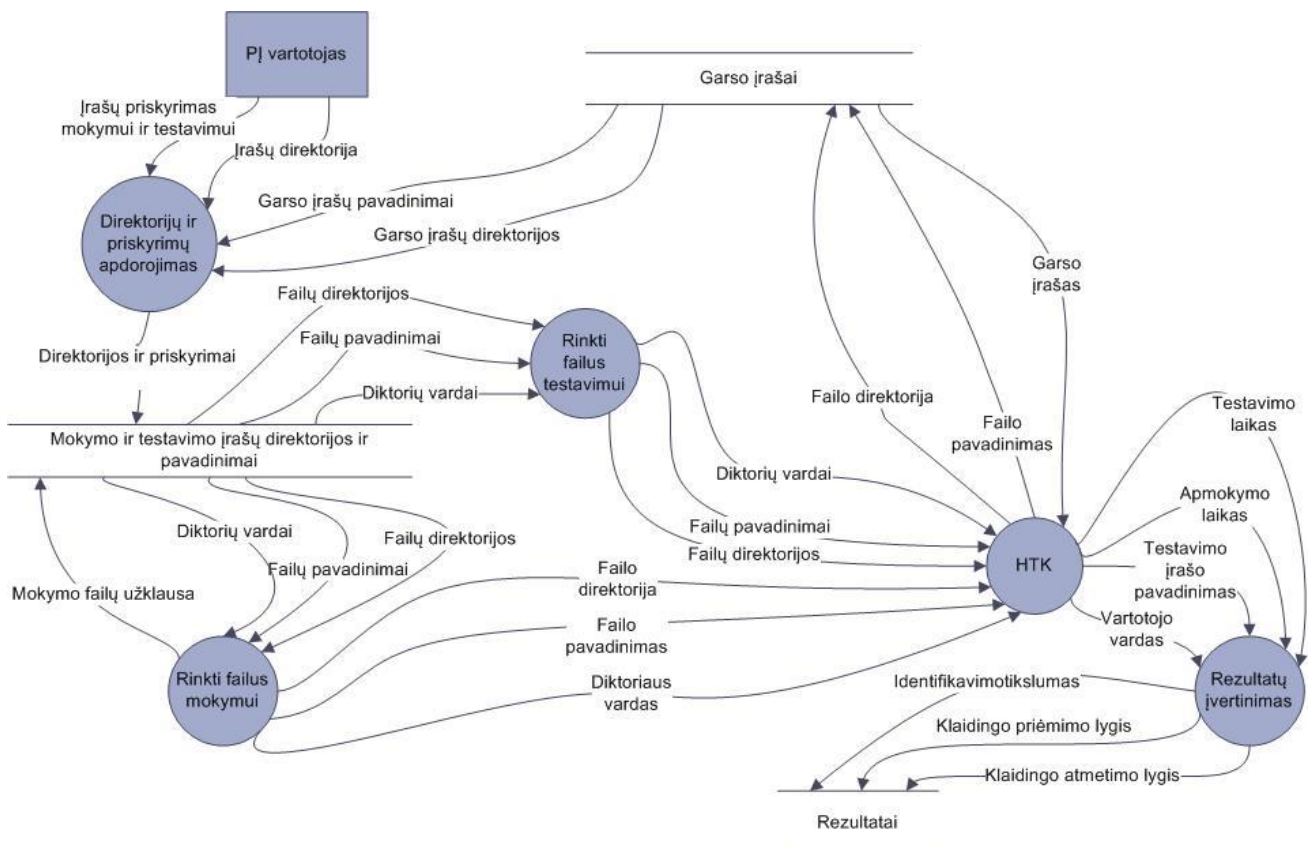 PĮ vartotojas
Garso įrašai
Įrašų priskyrimas
mokymui ir testavimui
Įrašų direktorija
Garso įrašų pavadinimai
Garso įrašų direktorijos
Direktorijų ir
priskyrimų
apdorojimas
Garso
įrašas
Failų direktorijos
Failų pavadinimai
Rinkti
failus
testavimui
Direktorijos ir priskyrimai
Diktorių vardai
Failo direktorija
Failo
pavadinimas
Testavimo
laikas
Mokymo ir testavimo įrašų direktorijos ir
pavadinimai
Diktorių vardai
Apmokymo
laikas
Diktorių vardai
Failų direktorijos
Failų pavadinimai
Failų pavadinimai
Failų direktorijos
HTK
Testavimo
įrašo
pavadinimas
Mokymo failų užklausa
Failo
direktorija
Failo
pavadinimas
Vartotojo
vardas
Rinkti failus
mokymui
Diktoriaus
vardas
Identifikavimotikslumas
Rezultatų
įvertinimas
Klaidingo priėmimo lygis
Klaidingo atmetimo lygis
Rezultatai